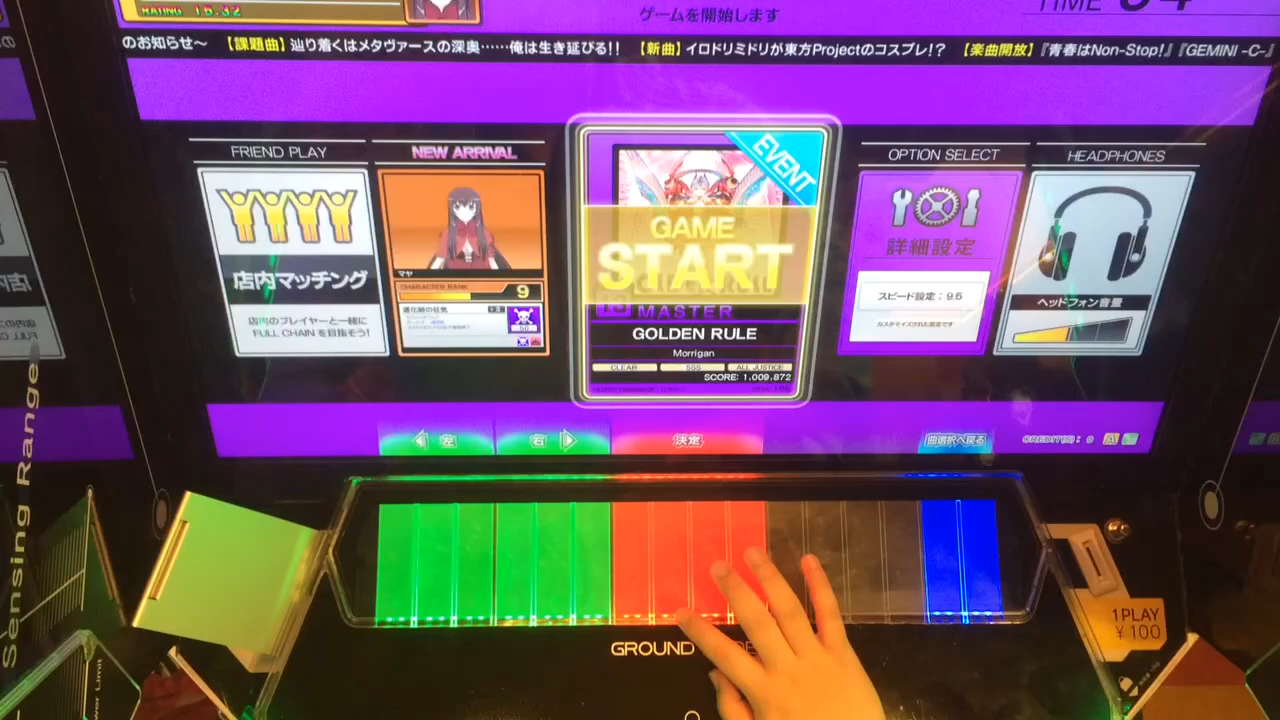 RATING 15.32
ゲームを開始します
TIME
のお知らせ～ 【課題曲】辿り着くはメタヴァースの深奥……俺は生き延びる!! 【新曲】イロドリミドリが東方Projectのコスプレ!? 【楽曲開放】『青春はNon-Stop!』『GEMINI -C-』
FRIEND PLAY
店内マッチング
店内のプレイヤーと一緒に
FULL CHAIN を目指そう!
NEW ARRIVAL
マヤ
CHARACTER RANK
9
50
EVENT
GAME
START
MASTER
GOLDEN RULE
Morrigan
CLEAR SSS ALL JUSTICE
SCORE: 1,009,872
OPTION SELECT
詳細設定
スピード設定：9.5
カスタマイズされた設定です
HEADPHONES
ヘッドフォン音量
左 右 決定 曲選択へ戻る CREDIT(S): 0
Sensing Range
GROUND
1PLAY
¥100